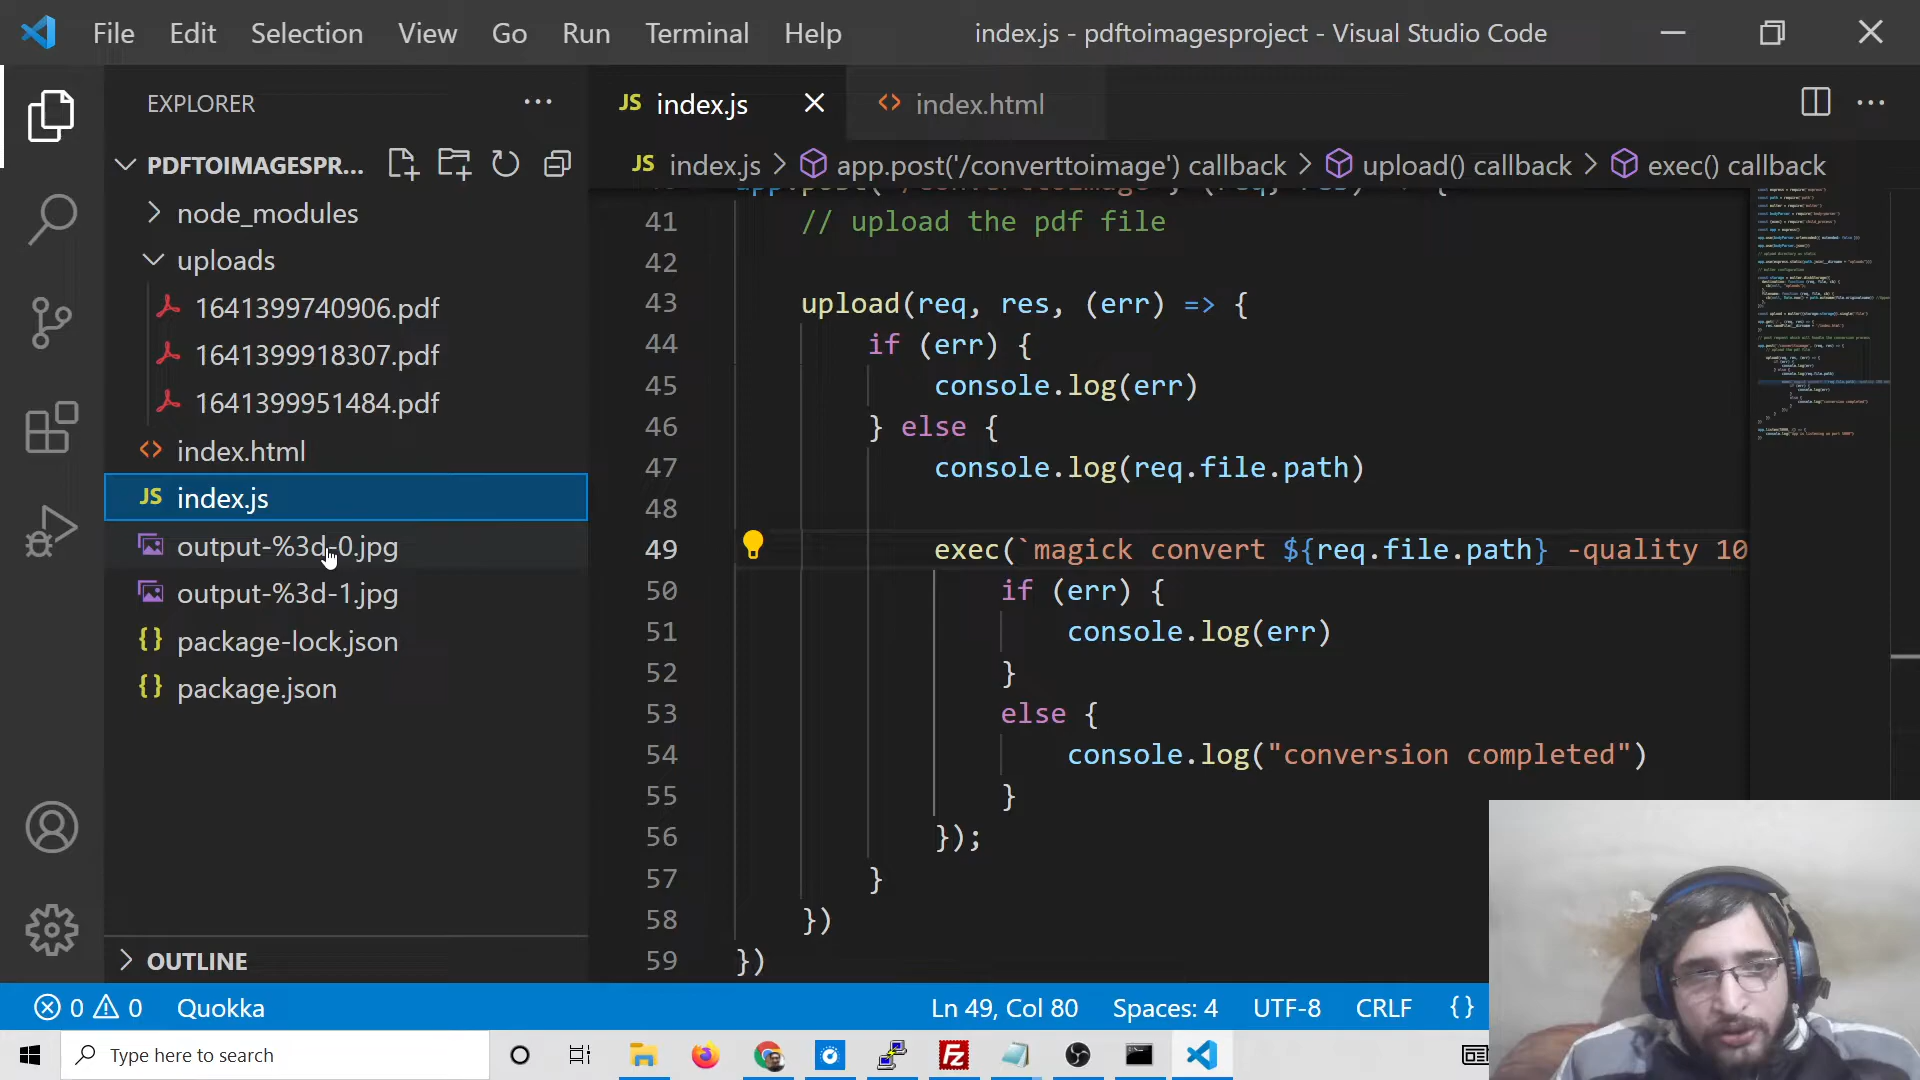 File Edit Selection View Go Run Terminal Help
index.js - pdftoimagesproject - Visual Studio Code
EXPLORER
PDFTOIMAGESPR...
node_modules
uploads
1641399740906.pdf
1641399918307.pdf
1641399951484.pdf
index.html
JS index.js
output-%3d-0.jpg
output-%3d-1.jpg
{} package-lock.json
{} package.json
OUTLINE
JS index.js
<> index.html
JS index.js > app.post('/converttoimage') callback > upload() callback > exec() callback
41 // upload the pdf file
42
43 upload(req, res, (err) => {
44 if (err) {
45 console.log(err)
46 } else {
47 console.log(req.file.path)
48
49 exec(`magick convert ${req.file.path} -quality 10
50 if (err) {
51 console.log(err)
52 }
53 else {
54 console.log("conversion completed")
55 }
56 });
57 }
58 })
59 })
0 0 Quokka
Ln 49, Col 80 Spaces: 4 UTF-8 CRLF {}
Type here to search